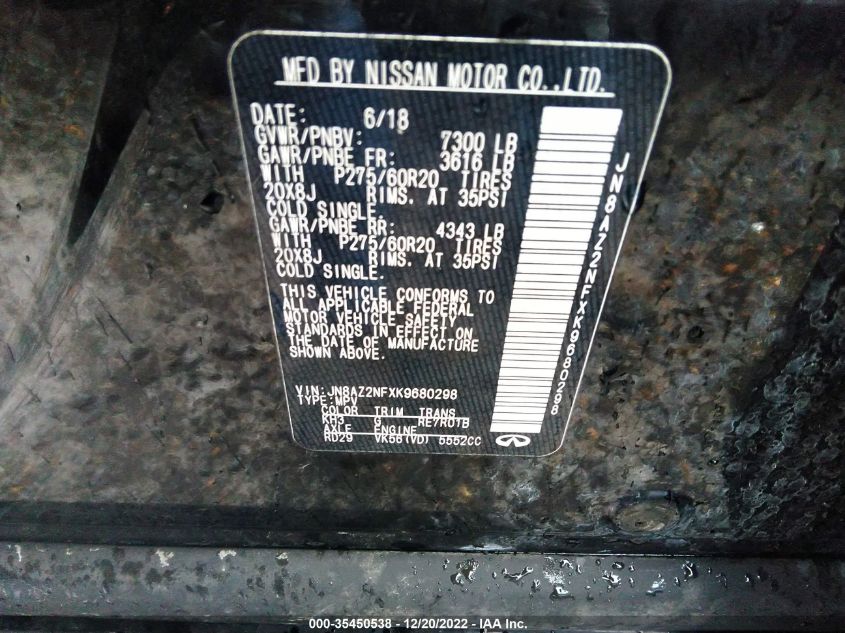 MFD BY NISSAN MOTOR CO.,LTD.
DATE: 6/18
GVWR/PNBV: 7300 LB
GAWR/PNBE FR: 3616 LB
WITH P275/60R20 TIRES
20X8J RIMS. AT 35PSI
COLD SINGLE.
GAWR/PNBE RR: 4343 LB
WITH P275/60R20 TIRES
20X8J RIMS. AT 35PSI
COLD SINGLE.
THIS VEHICLE CONFORMS TO
ALL APPLICABLE FEDERAL
MOTOR VEHICLE SAFETY
STANDARDS IN EFFECT ON
THE DATE OF MANUFACTURE
SHOWN ABOVE.
VIN:JN8AZ2NFXK9680298
TYPE:MPV
COLOR TRIM TRANS
KH3 G RE7R01B
AXLE ENGINE
RD29 VK56(VD) 5552CC
JN8AZ2NFXK9680298
000-35450538 - 12/20/2022 - IAA Inc.